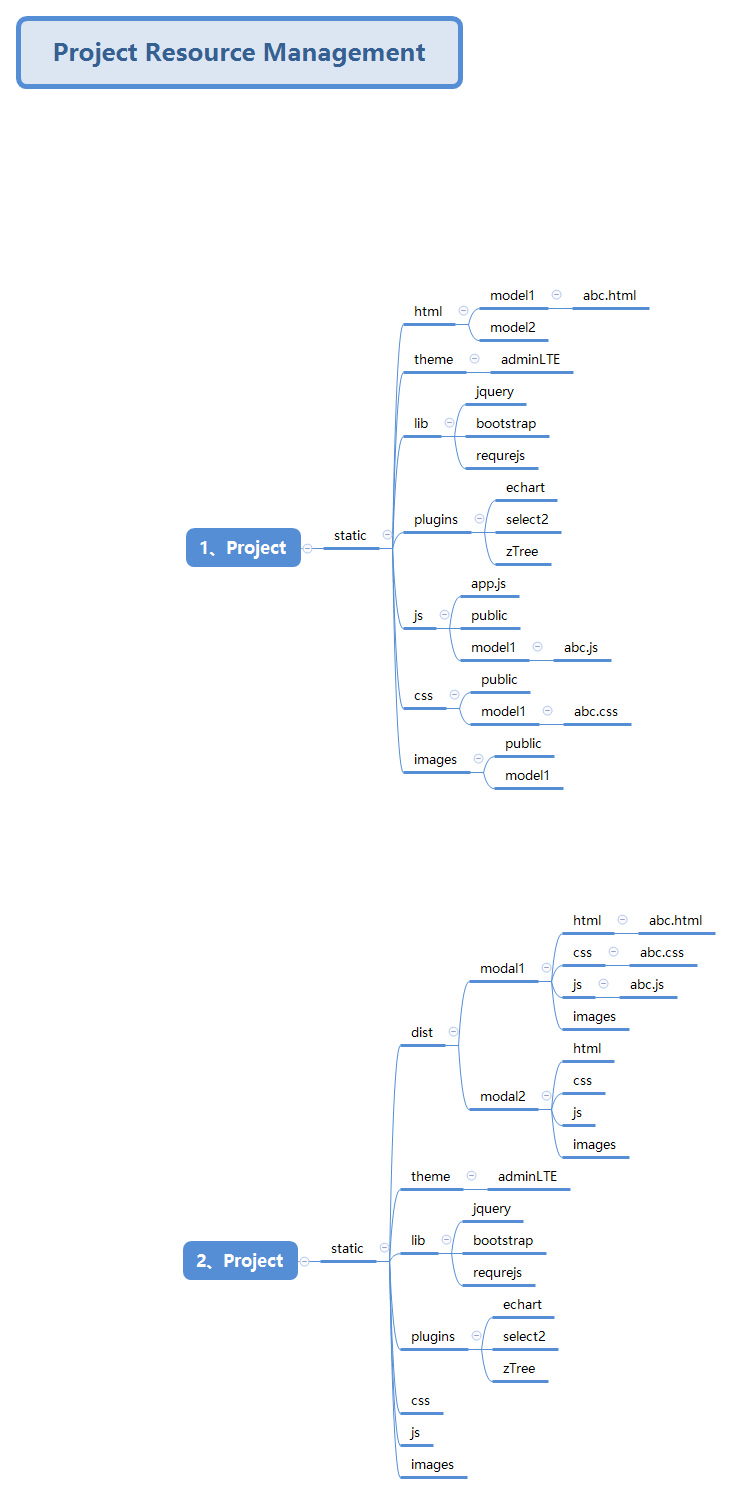 Project Resource Management
1、Project
static
html
model1
abc.html
model2
theme
adminLTE
lib
jquery
bootstrap
requrejs
plugins
echart
select2
zTree
js
app.js
public
model1
abc.js
css
public
model1
abc.css
images
public
model1
2、Project
static
dist
modal1
html
abc.html
css
abc.css
js
abc.js
images
modal2
html
css
js
images
theme
adminLTE
lib
jquery
bootstrap
requrejs
plugins
echart
select2
zTree
css
js
images